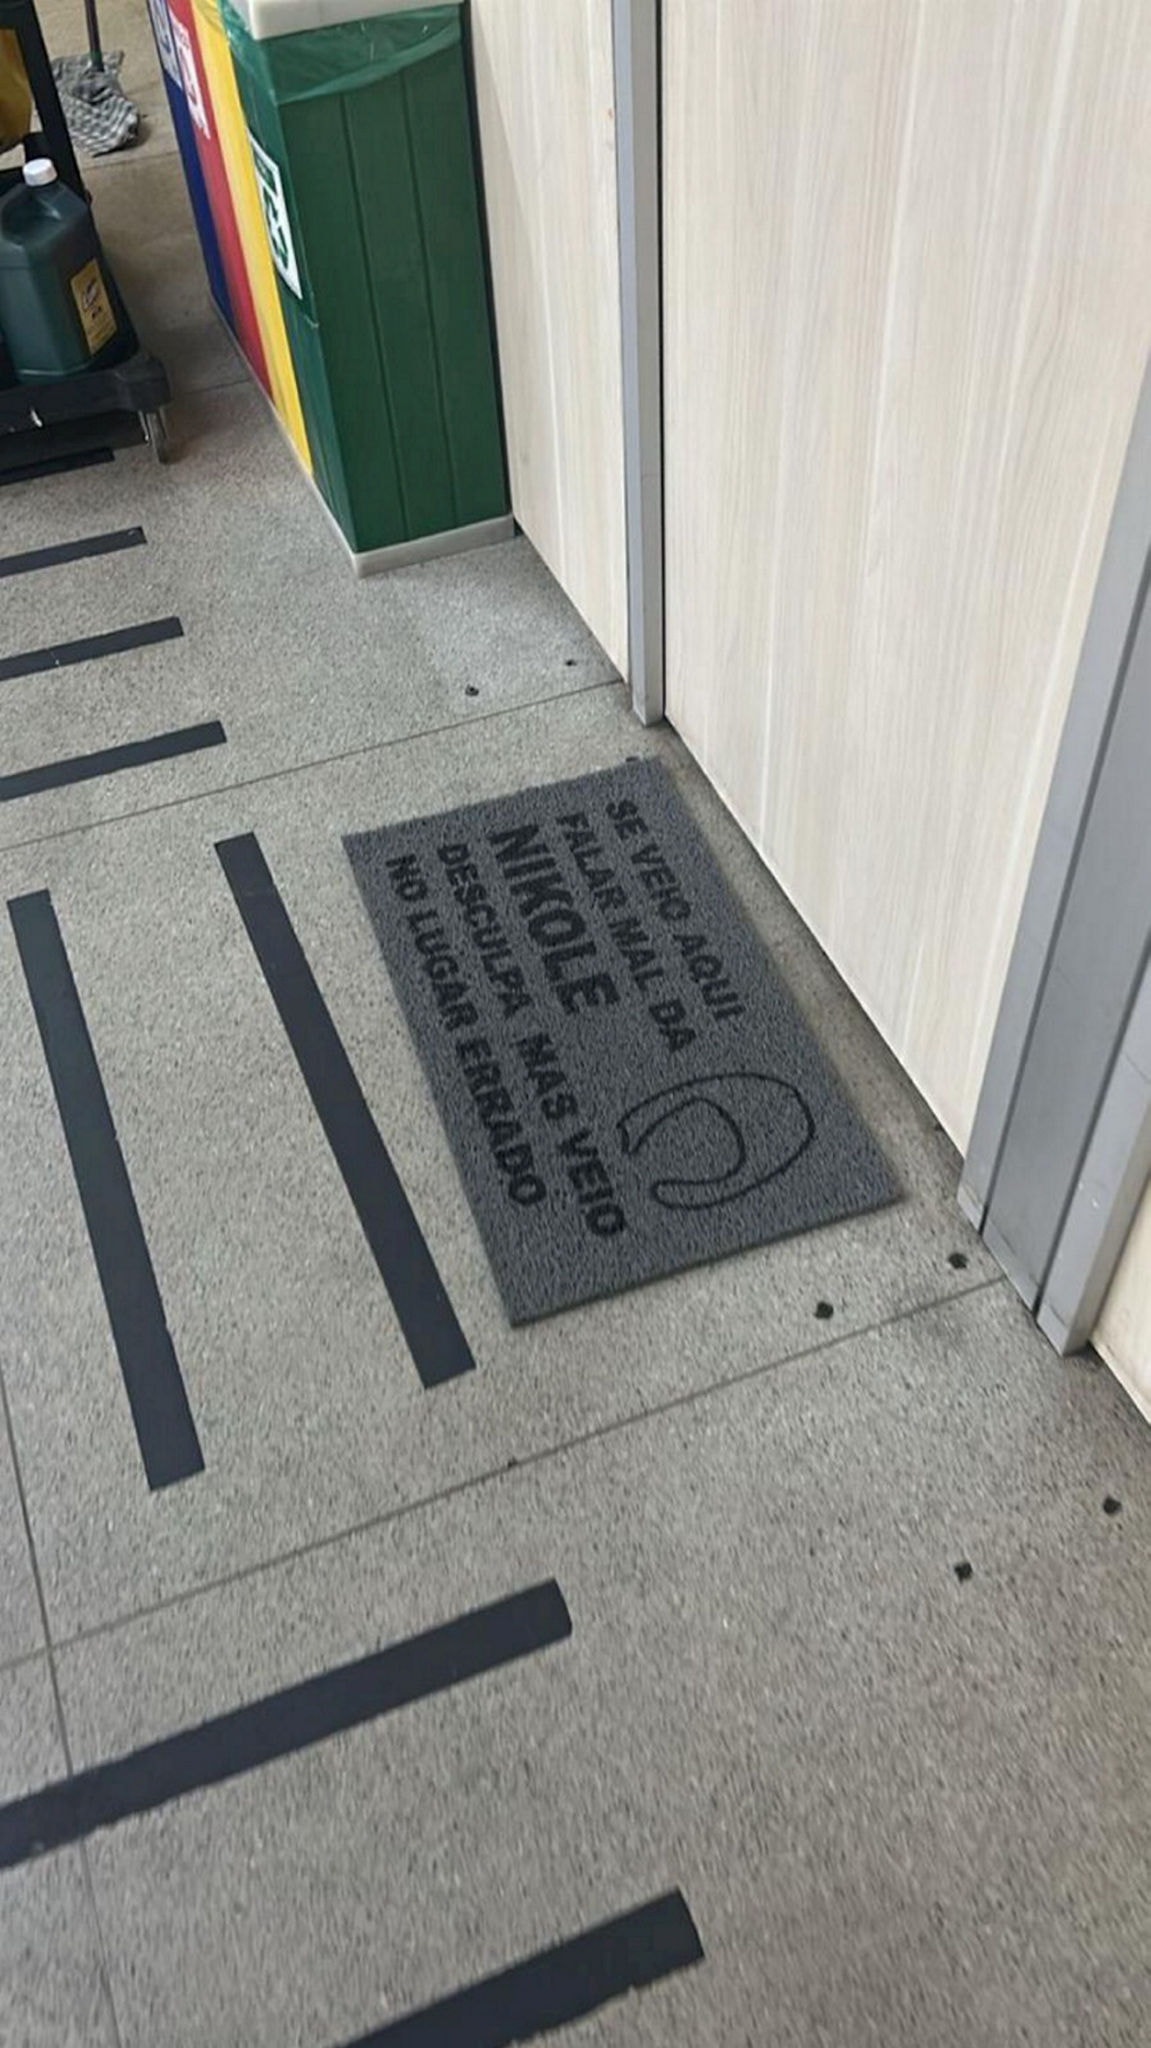 SE VEIO AQUI
FALAR MAL DA
NIKOLE
DESCULPA MAS VEIO
NO LUGAR ERRADO